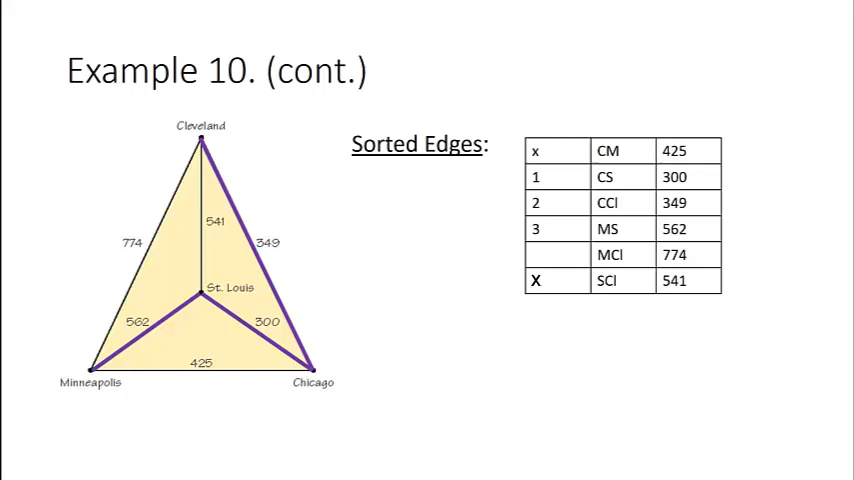 Example 10. (cont.)
Cleveland
Sorted Edges:
541
774
349
St. Louis
562
300
425
Minneapolis
Chicago
x CM 425
1 CS 300
2 CCl 349
3 MS 562
MCl 774
X SCl 541